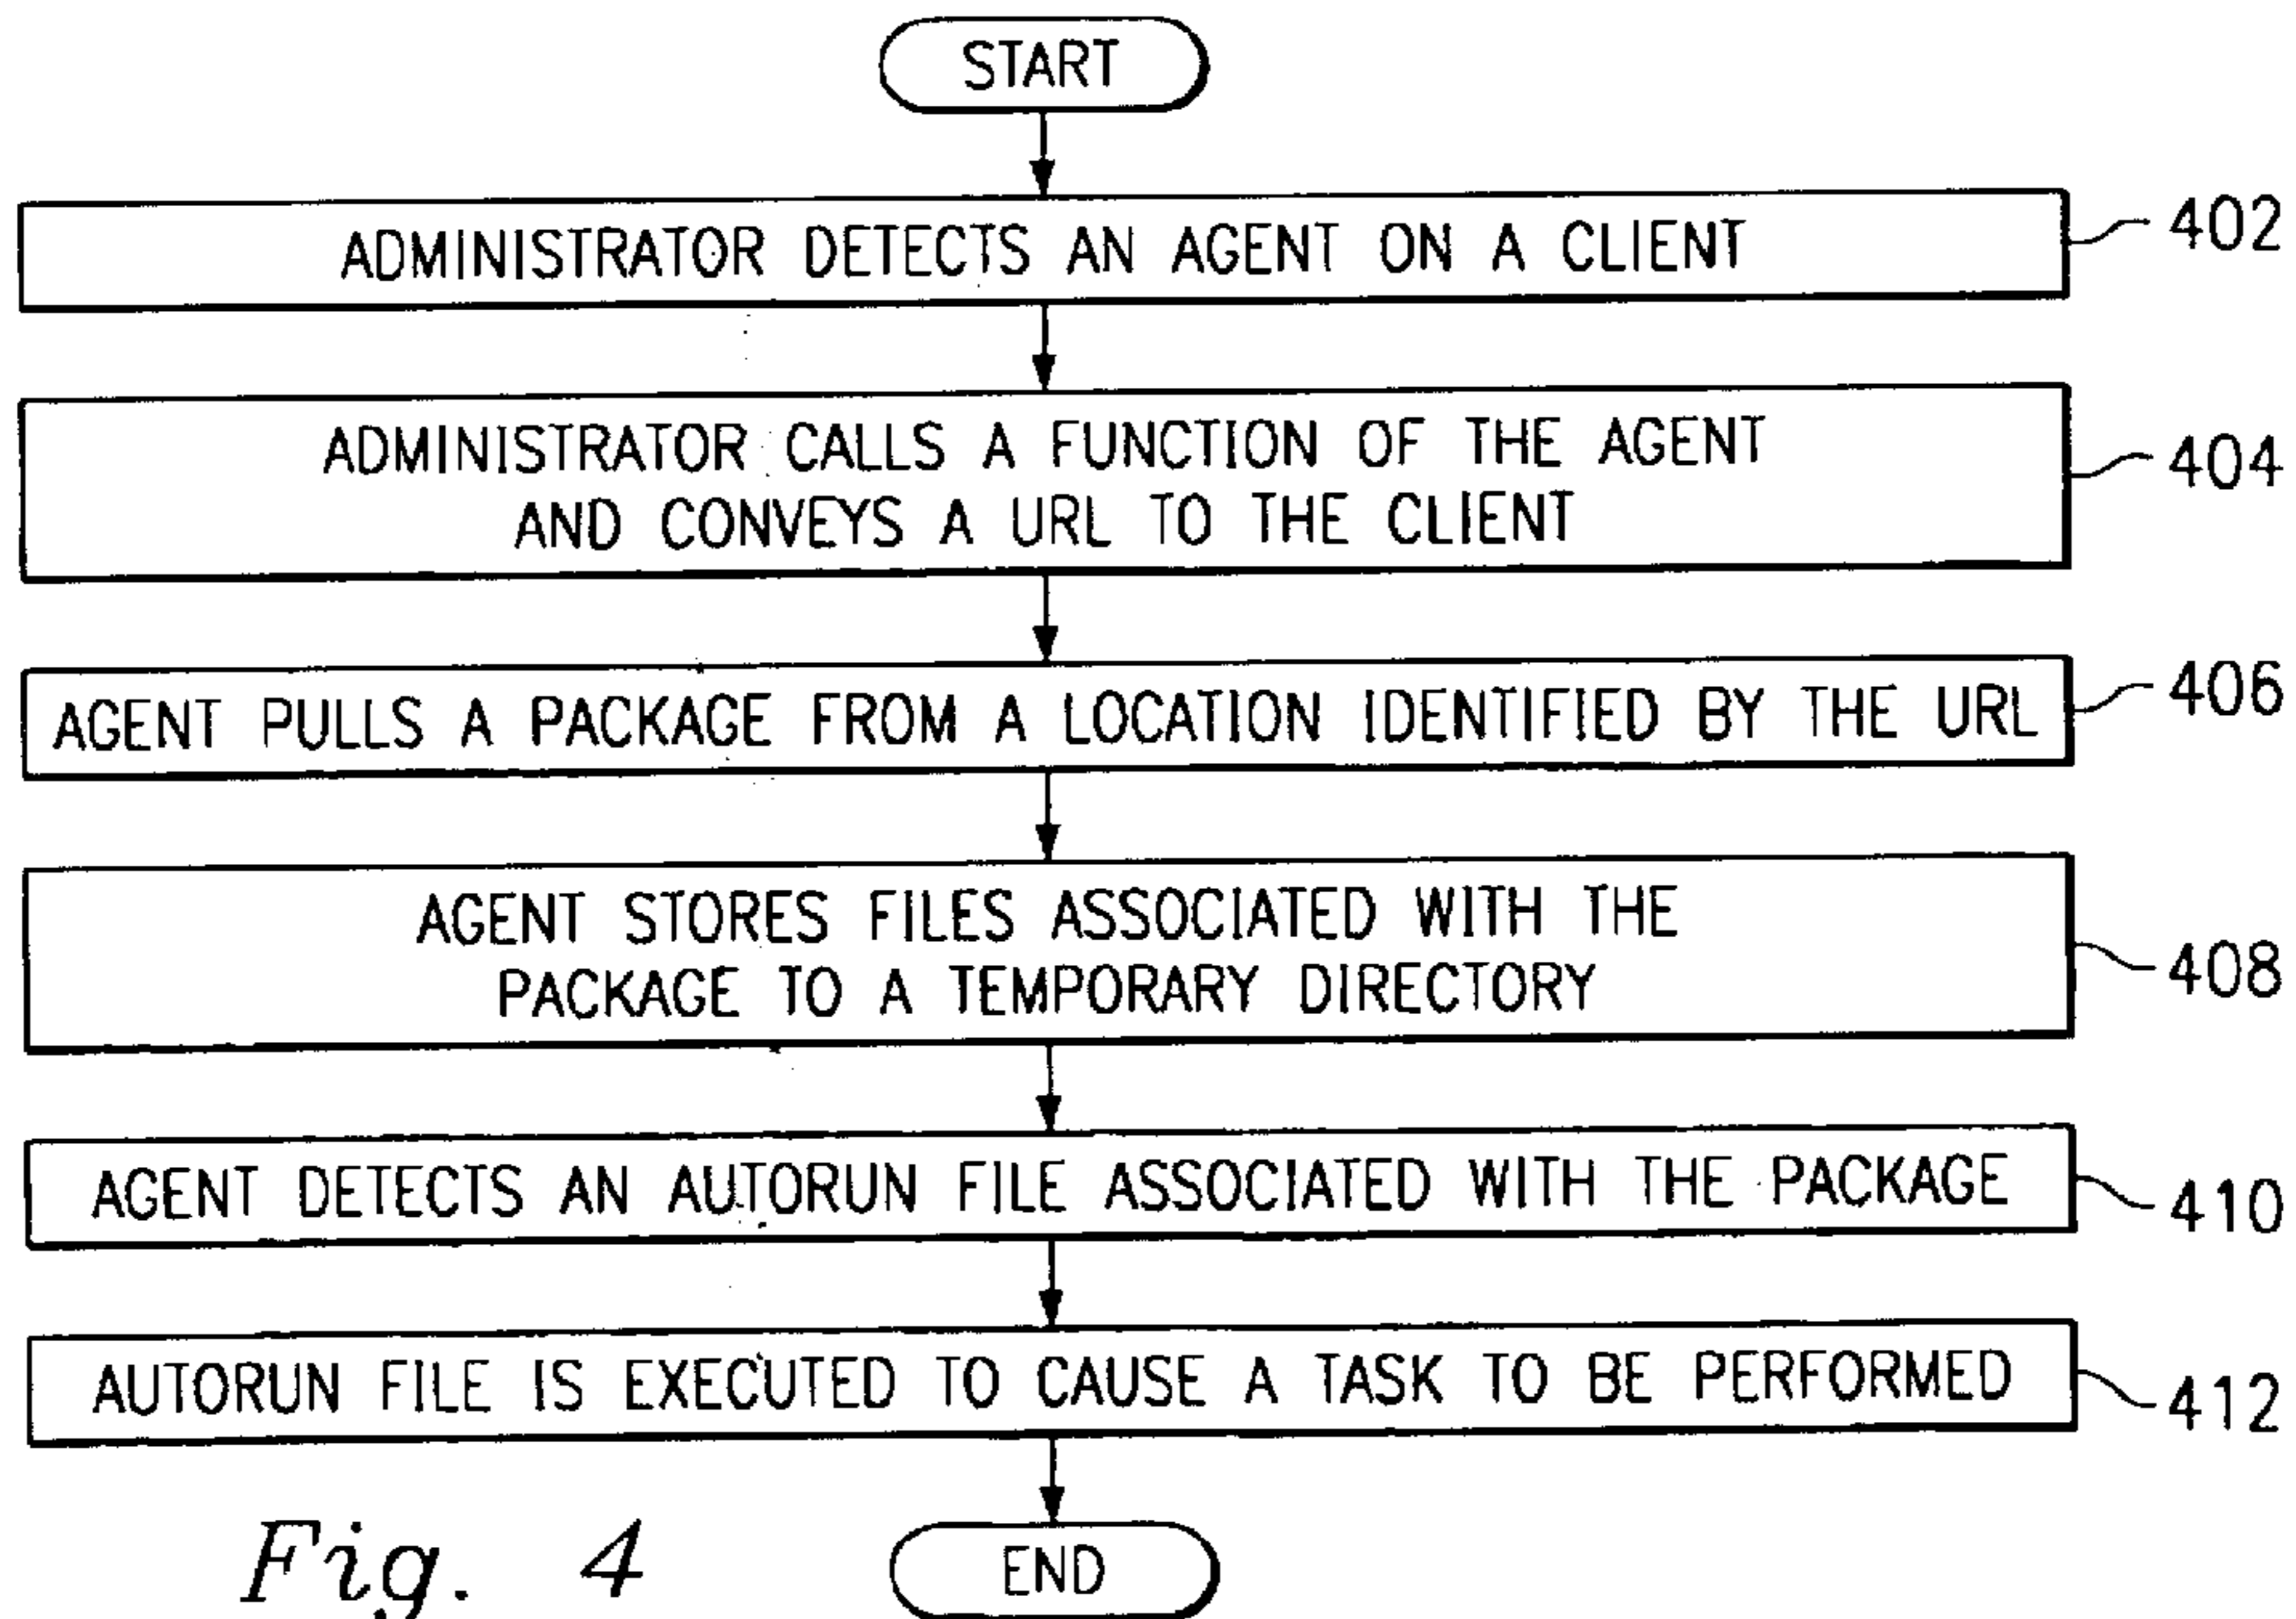 START
ADMINISTRATOR DETECTS AN AGENT ON A CLIENT
402
ADMINISTRATOR CALLS A FUNCTION OF THE AGENT
AND CONVEYS A URL TO THE CLIENT
404
AGENT PULLS A PACKAGE FROM A LOCATION IDENTIFIED BY THE URL
406
AGENT STORES FILES ASSOCIATED WITH THE
PACKAGE TO A TEMPORARY DIRECTORY
408
AGENT DETECTS AN AUTORUN FILE ASSOCIATED WITH THE PACKAGE
410
AUTORUN FILE IS EXECUTED TO CAUSE A TASK TO BE PERFORMED
412
END
Fig. 4